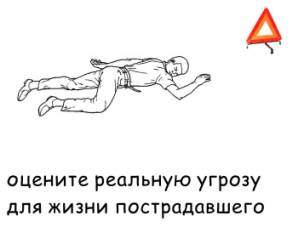 оцените реальную угрозу
для жизни пострадавшего